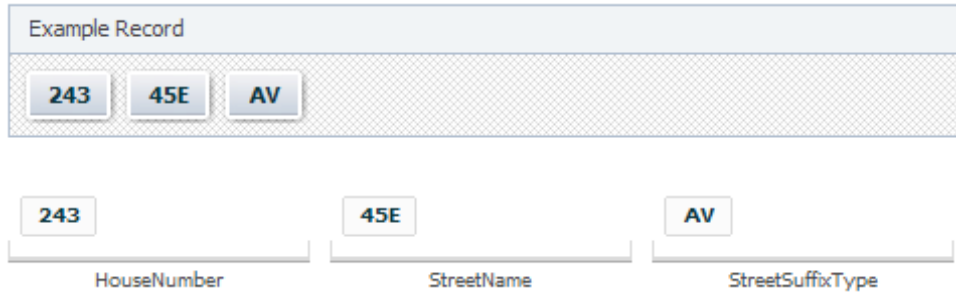 Example Record
243 45E AV
243 45E AV
HouseNumber StreetName StreetSuffixType